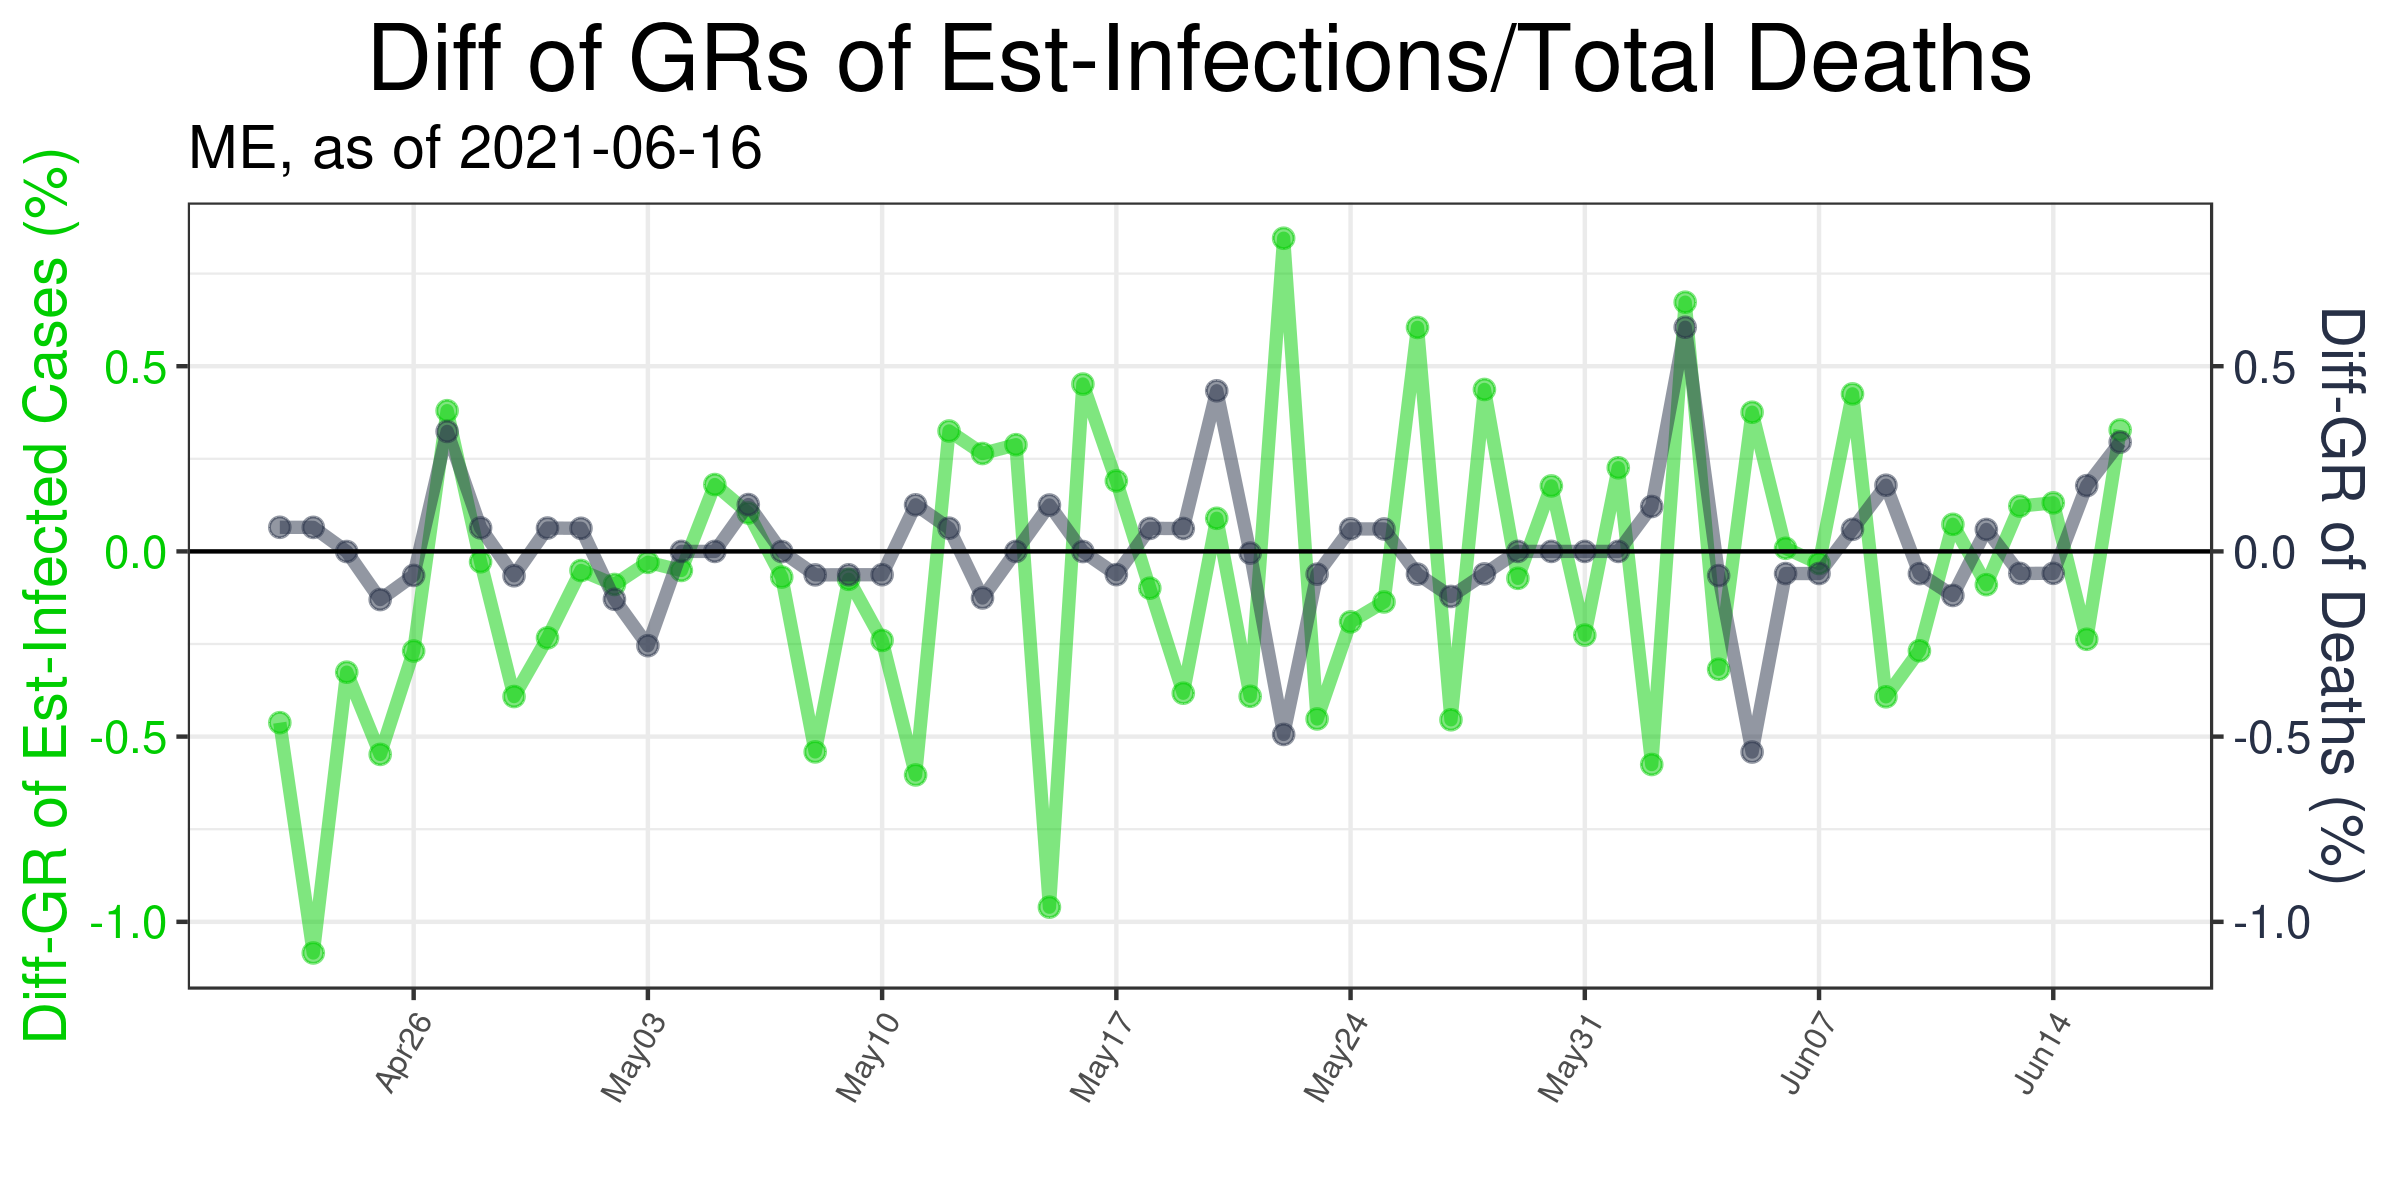 Diff of GRs of Est-Infections/Total Deaths
ME, as of 2021-06-16
Diff-GR of Est-Infected Cases (%)
0.5
0.0
-0.5
-1.0
0.5
0.0
-0.5
-1.0
Diff-GR of Deaths (%)
Apr26
May03
May10
May17
May24
May31
Jun07
Jun14